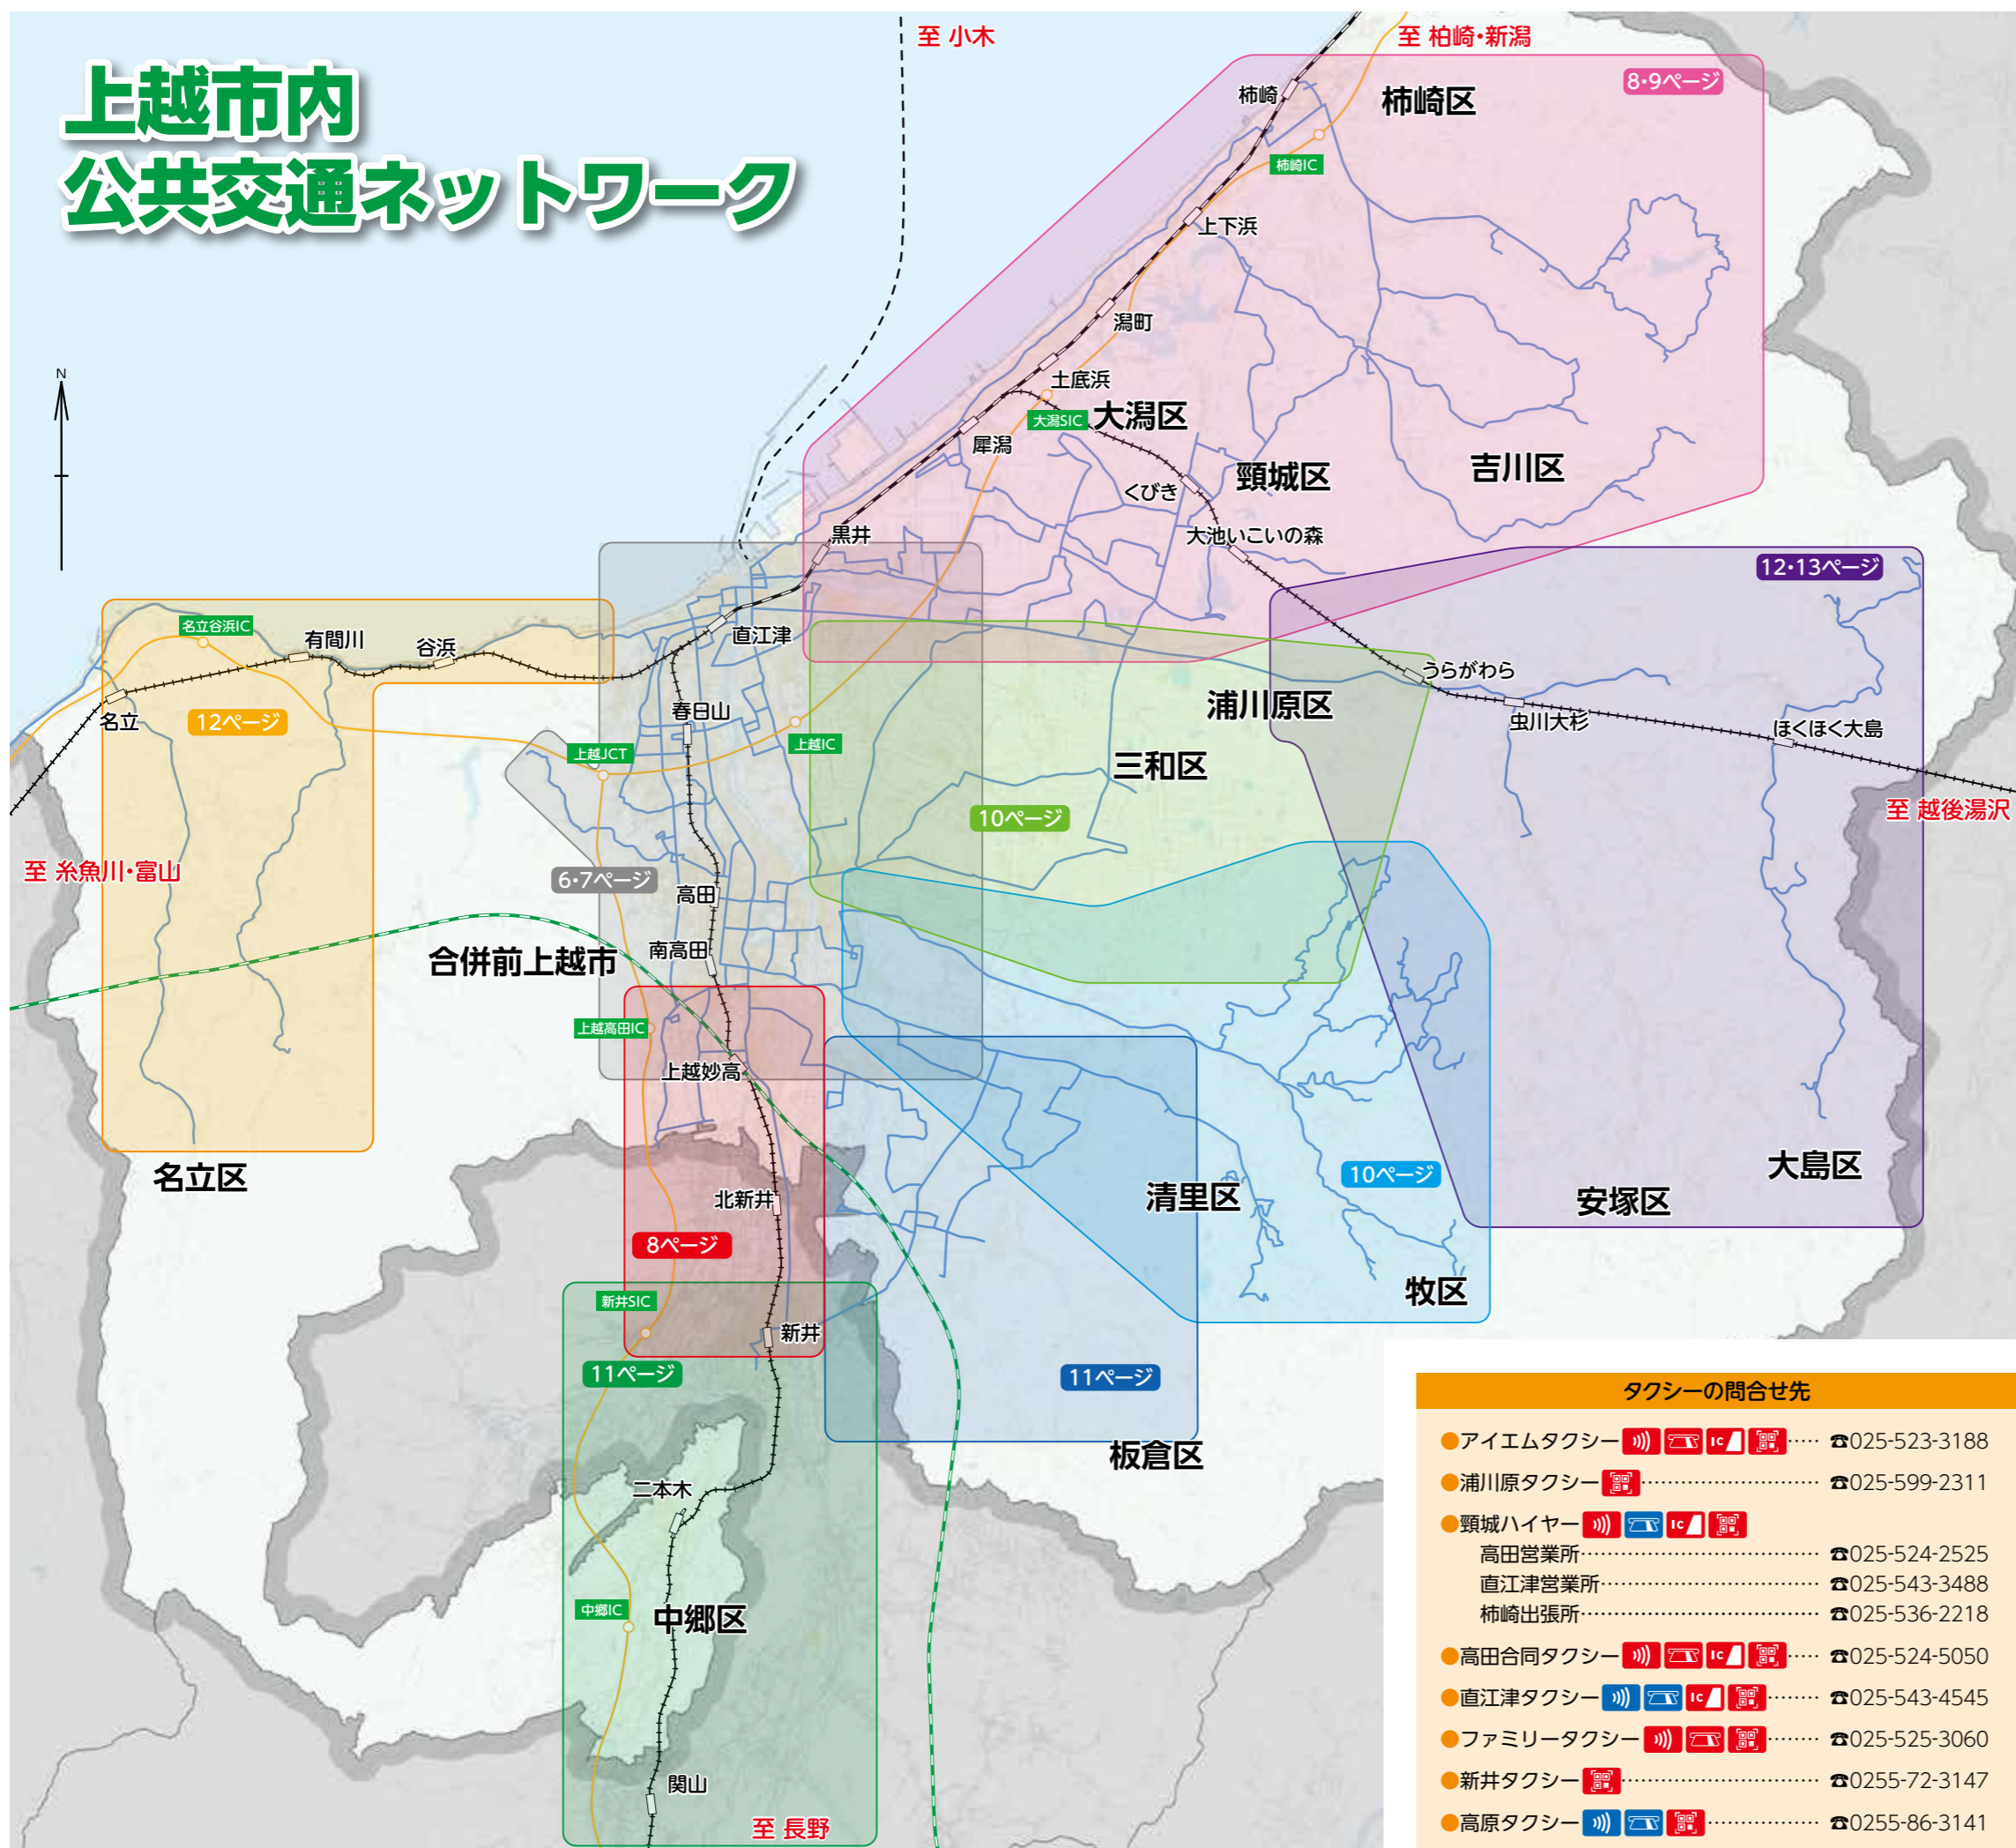 上越市内
公共交通ネットワーク
至 小木
至 柏崎・新潟
8・9ページ
柿崎
柿崎区
柿崎IC
上下浜
潟町
土底浜
大潟SIC
大潟区
犀潟
くびき
頸城区
吉川区
N
黒井
大池いこいの森
12・13ページ
名立谷浜IC
有間川
谷浜
直江津
名立
12ページ
春日山
上越JCT
上越IC
浦川原区
うらがわら
虫川大杉
ほくほく大島
三和区
10ページ
至 越後湯沢
至 糸魚川・富山
6・7ページ
高田
南高田
合併前上越市
上越高田IC
上越妙高
名立区
北新井
8ページ
清里区
10ページ
大島区
安塚区
牧区
新井SIC
新井
11ページ
11ページ
板倉区
二本木
中郷IC
中郷区
関山
至 長野
タクシーの問合せ先
●アイエムタクシー IC ····· ☎025-523-3188
●浦川原タクシー ····· ☎025-599-2311
●頸城ハイヤー IC
高田営業所 ····· ☎025-524-2525
直江津営業所 ····· ☎025-543-3488
柿崎出張所 ····· ☎025-536-2218
●高田合同タクシー IC ····· ☎025-524-5050
●直江津タクシー IC ····· ☎025-543-4545
●ファミリータクシー ····· ☎025-525-3060
●新井タクシー ····· ☎0255-72-3147
●高原タクシー ····· ☎0255-86-3141